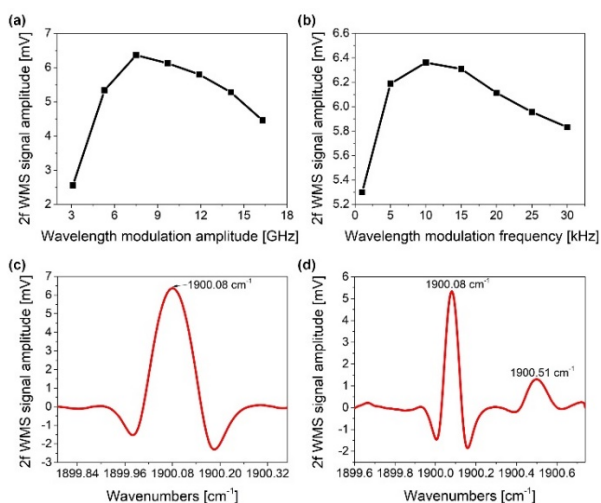 (a)
2f WMS signal amplitude [mV]
7
6
5
4
3
2
3 6 9 12 15 18
Wavelength modulation amplitude [GHz]
(b)
2f WMS signal amplitude [mV]
6.6
6.4
6.2
6.0
5.8
5.6
5.4
5.2
0 5 10 15 20 25 30
Wavelength modulation frequency [kHz]
(c)
2f WMS signal amplitude [mV]
7
6
5
4
3
2
1
0
-1
-2
-3
1900.08 cm⁻¹
1899.84 1899.96 1900.08 1900.20 1900.32
Wavenumbers [cm⁻¹]
(d)
2f WMS signal amplitude [mV]
6
5
4
3
2
1
0
-1
-2
1900.08 cm⁻¹
1900.51 cm⁻¹
1899.6 1899.8 1900.0 1900.2 1900.4 1900.6
Wavenumbers [cm⁻¹]